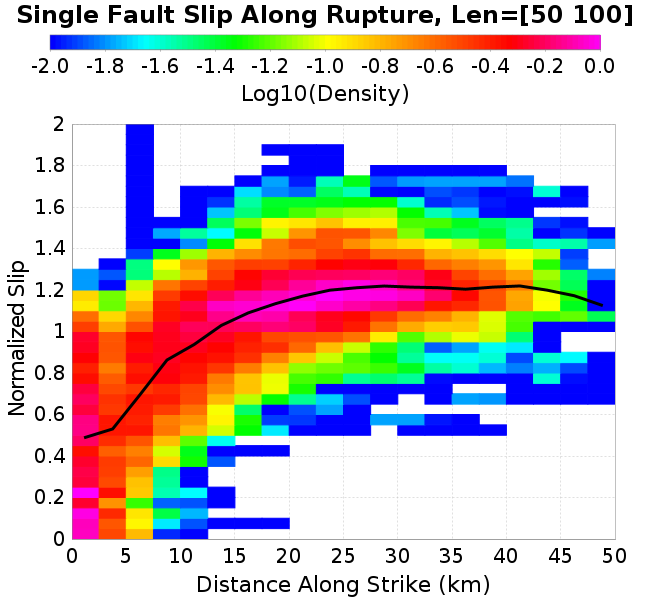 Single Fault Slip Along Rupture, Len=[50 100]
-2.0 -1.8 -1.6 -1.4 -1.2 -1.0 -0.8 -0.6 -0.4 -0.2 0.0
Log10(Density)
2
1.8
1.6
1.4
1.2
1
0.8
0.6
0.4
0.2
0
Normalized Slip
0 5 10 15 20 25 30 35 40 45 50
Distance Along Strike (km)